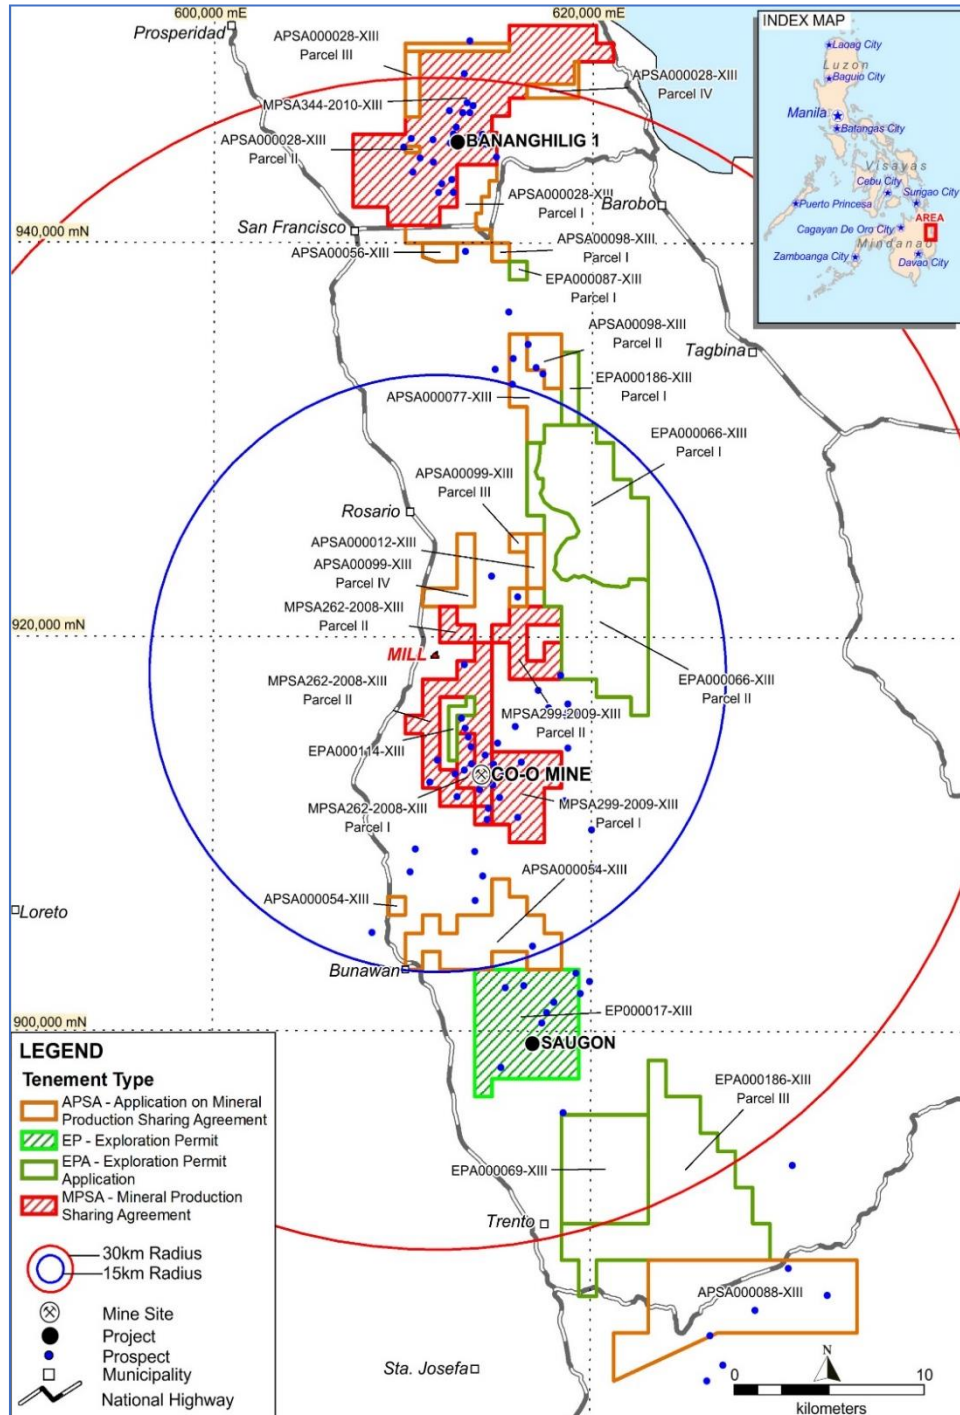 600,000 mE
620,000 mE
Prosperidad
APSA000028-XIII
Parcel III
APSA000028-XIII
Parcel IV
MPSA344-2010-XIII
APSA000028-XIII
Parcel II
BANANGHILIG 1
APSA000028-XIII
Parcel I
Barobo
San Francisco
940,000 mN
APSA00056-XIII
APSA00098-XIII
Parcel I
EPA000087-XIII
Parcel I
APSA00098-XIII
Parcel II
Tagbina
EPA000186-XIII
Parcel I
APSA000077-XIII
EPA000066-XIII
Parcel I
APSA00099-XIII
Parcel III
Rosario
APSA000012-XIII
APSA00099-XIII
Parcel IV
MPSA262-2008-XIII
Parcel II
920,000 mN
MILL
MPSA262-2008-XIII
Parcel II
EPA000066-XIII
Parcel II
MPSA299-2009-XIII
Parcel II
EPA000114-XIII
CO-O MINE
MPSA262-2008-XIII
Parcel I
MPSA299-2009-XIII
Parcel I
APSA000054-XIII
APSA000054-XIII
Loreto
Bunawan
EP000017-XIII
900,000 mN
SAUGON
EPA000186-XIII
Parcel III
EPA000069-XIII
Trento
APSA000088-XIII
Sta. Josefa
N
0 10
kilometers
INDEX MAP
Laoag City
Luzon
Baguio City
Manila
Batangas City
Visayas
Cebu City
Surigao City
Puerto Princesa
AREA
Cagayan De Oro City
Mindanao
Zamboanga City
Davao City
LEGEND
Tenement Type
APSA - Application on Mineral
Production Sharing Agreement
EP - Exploration Permit
EPA - Exploration Permit
Application
MPSA - Mineral Production
Sharing Agreement
30km Radius
15km Radius
Mine Site
Project
Prospect
Municipality
National Highway